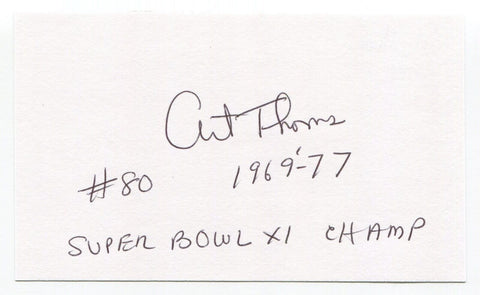 Art Thoms
#80 1969-77
SUPER BOWL XI CHAMP